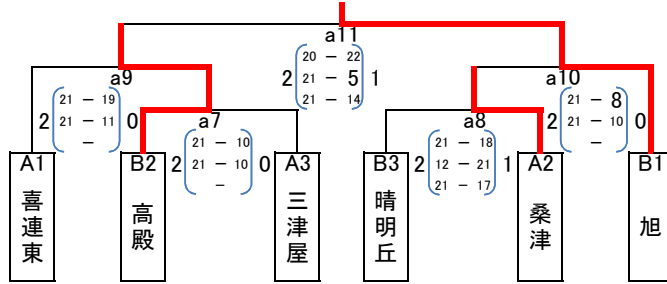 a11
20 - 22
2 21 - 5 1
21 - 14
a9
21 - 19
2 21 - 11 0
-
a10
21 - 8
2 21 - 10 0
-
a7
21 - 10
2 21 - 10 0
-
a8
21 - 18
2 12 - 21 1
21 - 17
A1 喜連東
B2 高殿
A3 三津屋
B3 晴明丘
A2 桑津
B1 旭